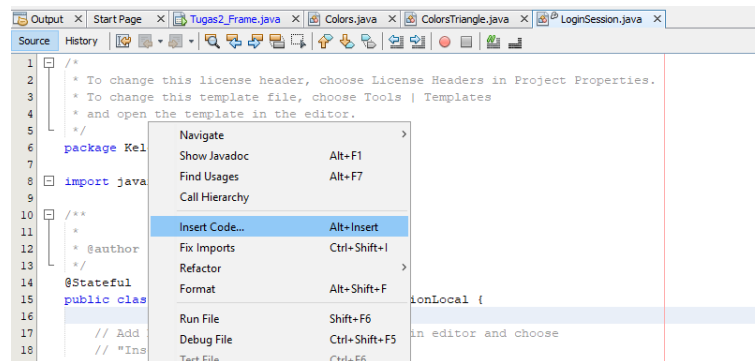 Output Start Page Tugas2_Frame.java Colors.java ColorsTriangle.java LoginSession.java
Source History
1 /*
2 * To change this license header, choose License Headers in Project Properties.
3 * To change this template file, choose Tools | Templates
4 * and open the template in the editor.
5 */
6 package Kel
7
8 import java
9
10 /**
11 *
12 * @author
13 */
14 @Stateful
15 public clas ionLocal {
16
17 // Add in editor and choose
18 // "Ins
Navigate
Show Javadoc Alt+F1
Find Usages Alt+F7
Call Hierarchy
Insert Code... Alt+Insert
Fix Imports Ctrl+Shift+I
Refactor
Format Alt+Shift+F
Run File Shift+F6
Debug File Ctrl+Shift+F5
Test File Ctrl+F6